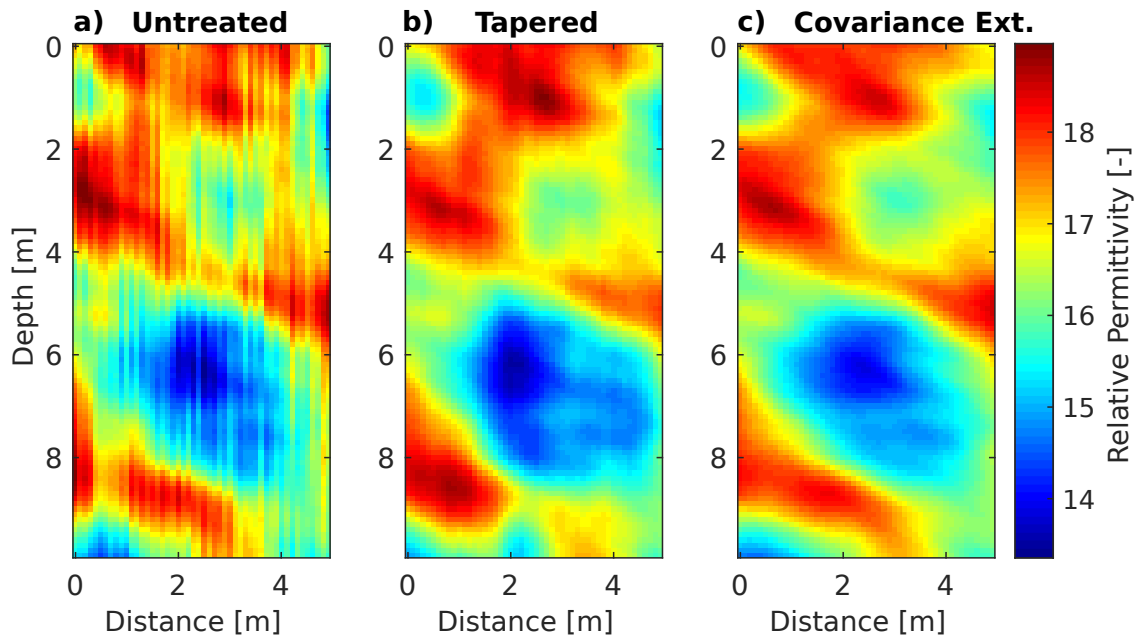 a) Untreated
b) Tapered
c) Covariance Ext.
0
2
4
6
8
Depth [m]
0 2 4
Distance [m]
0
2
4
6
8
0 2 4
Distance [m]
0
2
4
6
8
0 2 4
Distance [m]
18
17
16
15
14
Relative Permittivity [-]